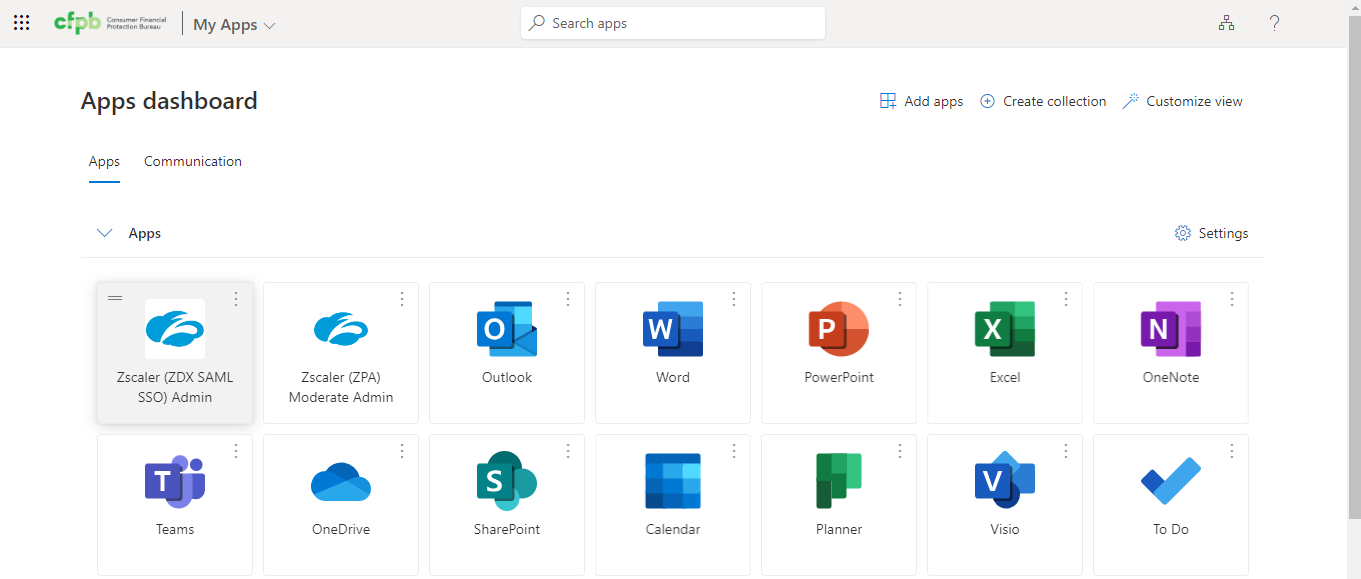 cfpb Consumer Financial
Protection Bureau
My Apps
Search apps
?
Apps dashboard
Add apps
Create collection
Customize view
Apps
Communication
Apps
Settings
Zscaler (ZDX SAML
SSO) Admin
Zscaler (ZPA)
Moderate Admin
O
Outlook
W
Word
P
PowerPoint
X
Excel
N
OneNote
T
Teams
OneDrive
S
SharePoint
Calendar
Planner
V
Visio
To Do